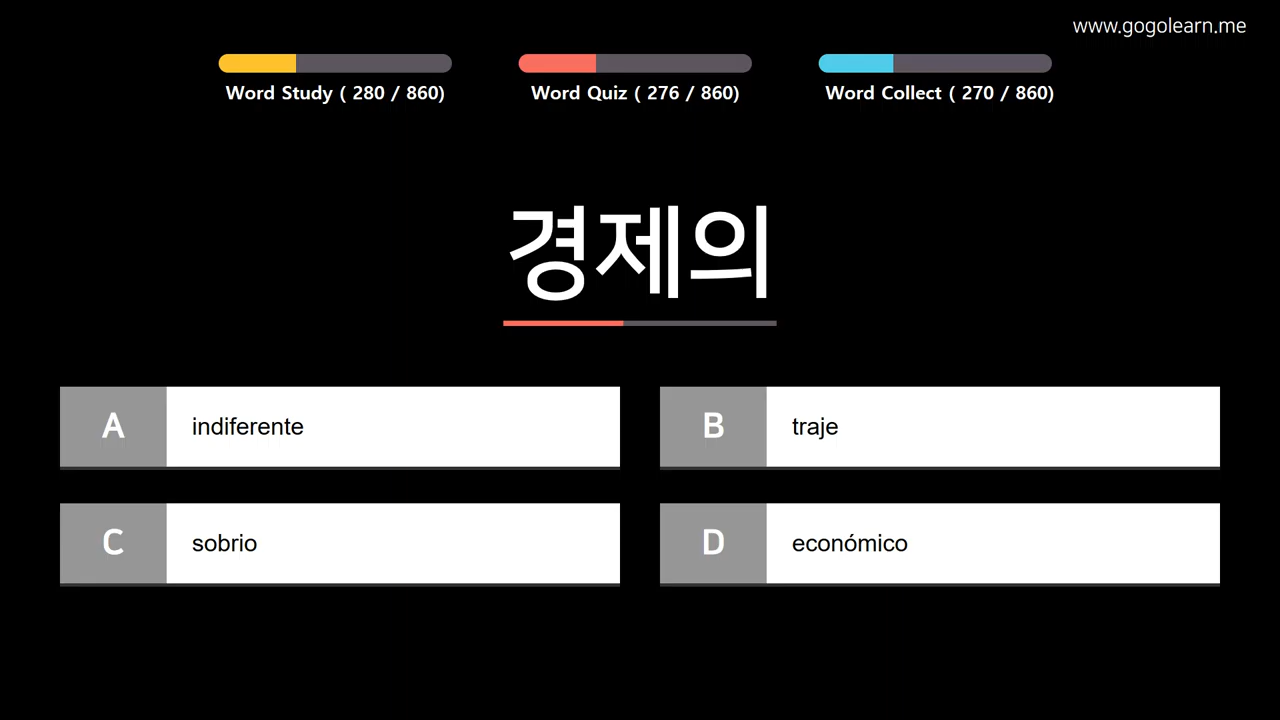 www.gogolearn.me
Word Study ( 280 / 860)
Word Quiz ( 276 / 860)
Word Collect ( 270 / 860)
경제의
A indiferente
B traje
C sobrio
D económico